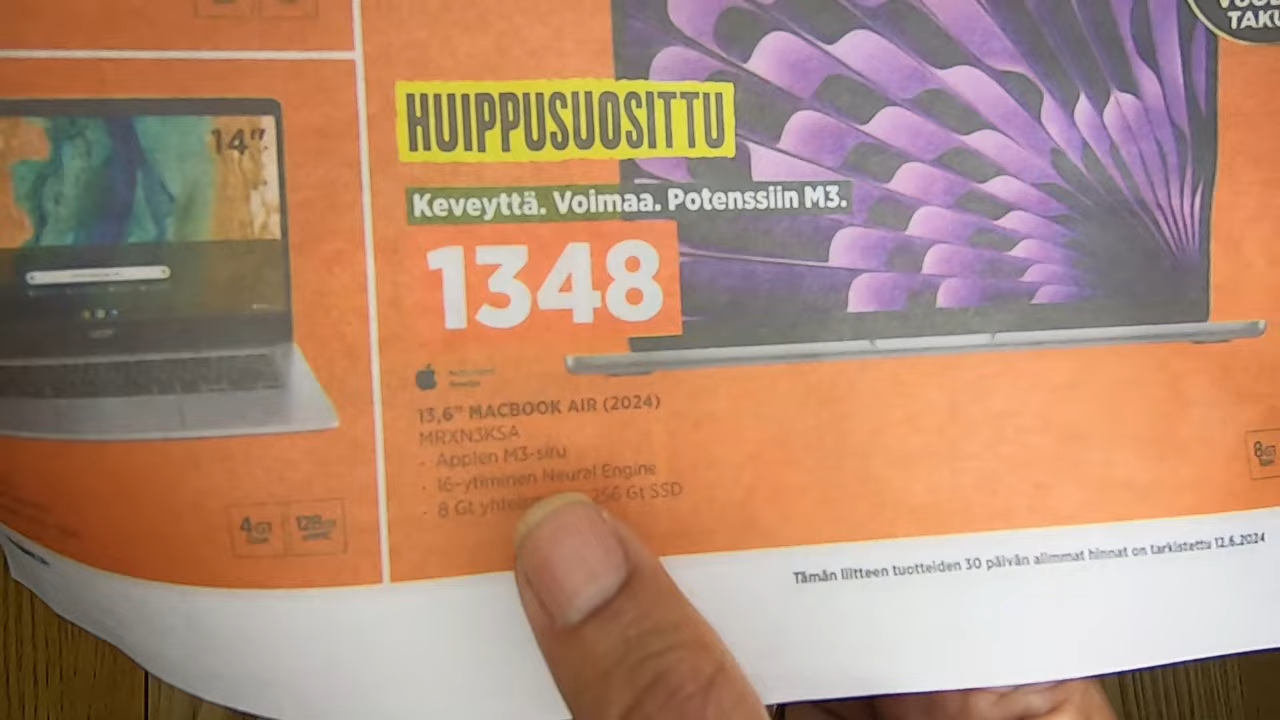 TAKU
14"
HUIPPUSUOSITTU
Keveyttä. Voimaa. Potenssiin M3.
1348
13,6" MACBOOK AIR (2024)
MRXN3KSA
- Applen M3-siru
- 16-ytiminen Neural Engine
- 8 Gt 256 Gt SSD
4GT
128GT
8GT
Tämän liitteen tuotteiden 30 päivän alimmat hinnat on tarkistettu 12.6.2024